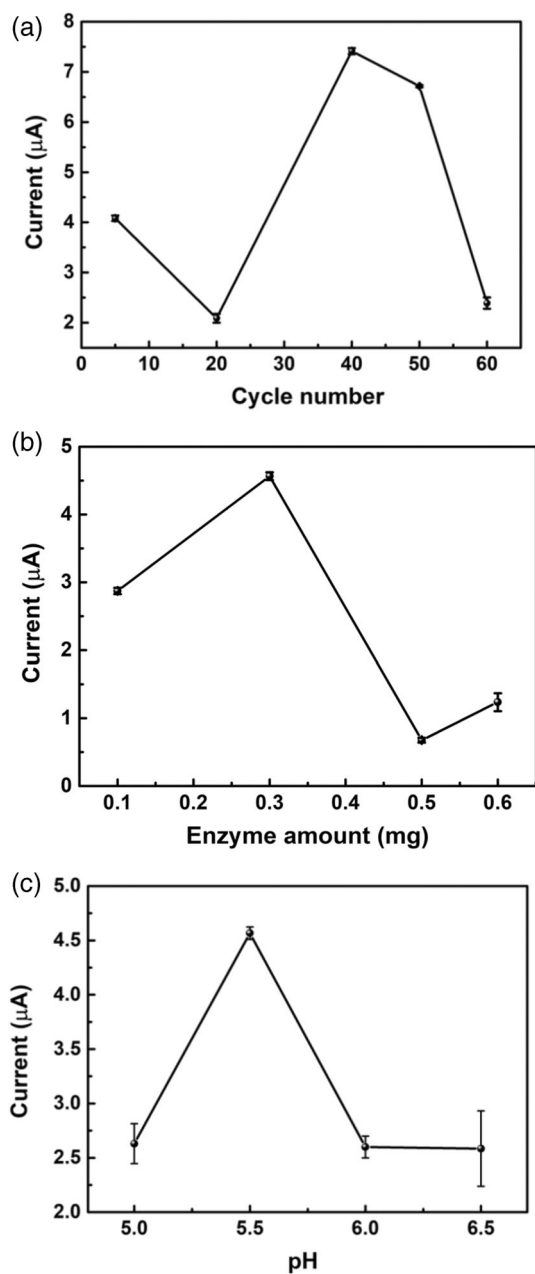 (a)
8
7
6
5
4
3
2
Current (μA)
0 10 20 30 40 50 60
Cycle number
(b)
5
4
3
2
1
0
Current (μA)
0.1 0.2 0.3 0.4 0.5 0.6
Enzyme amount (mg)
(c)
5.0
4.5
4.0
3.5
3.0
2.5
2.0
Current (μA)
5.0 5.5 6.0 6.5
pH